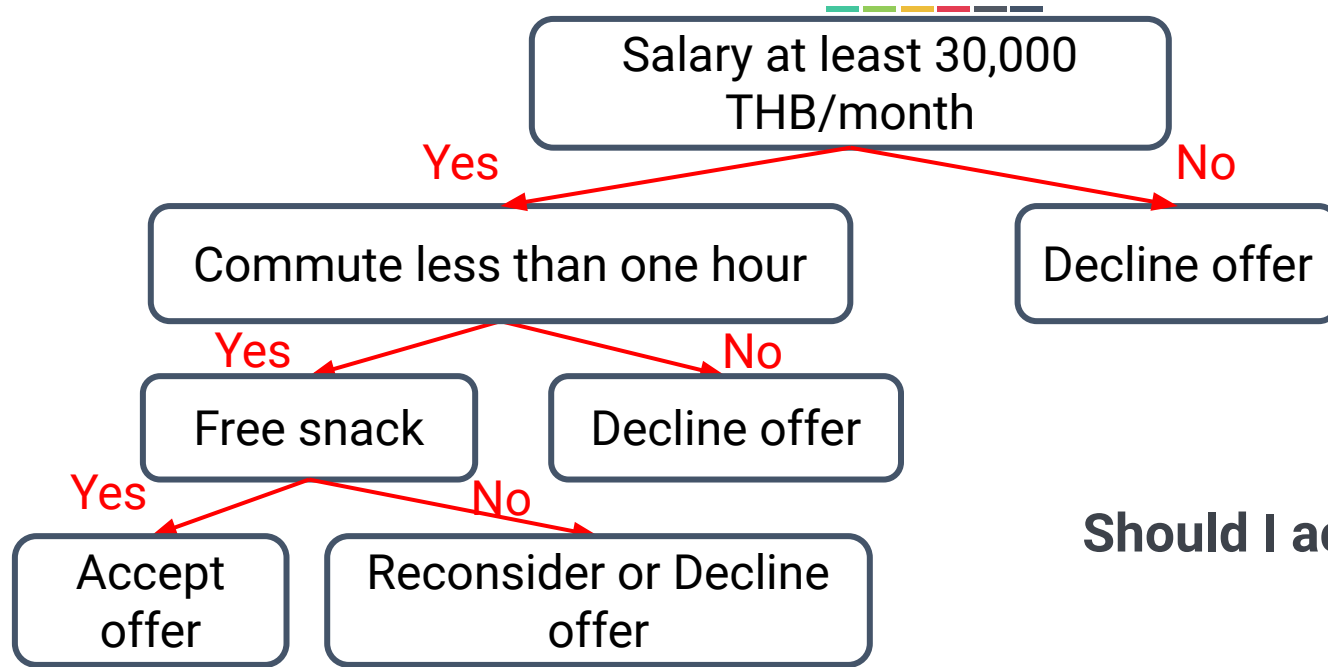 Salary at least 30,000
THB/month
Yes
No
Commute less than one hour
Decline offer
Yes
No
Free snack
Decline offer
Yes
No
Should I
Accept
offer
Reconsider or Decline
offer